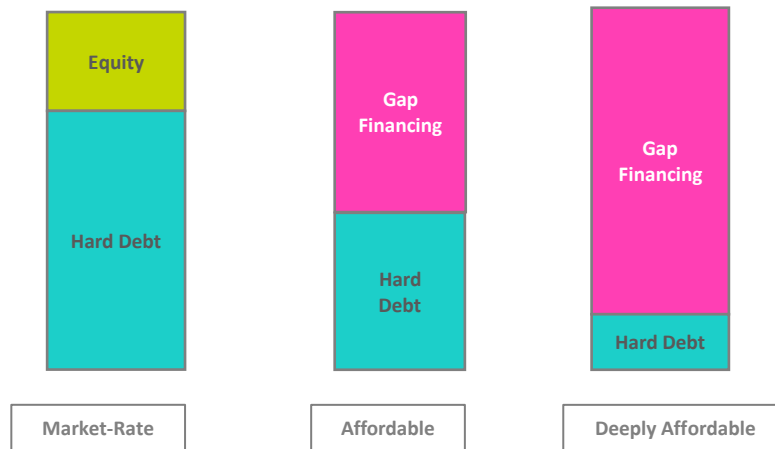 Equity
Hard Debt
Market-Rate
Gap
Financing
Hard
Debt
Affordable
Gap
Financing
Hard Debt
Deeply Affordable